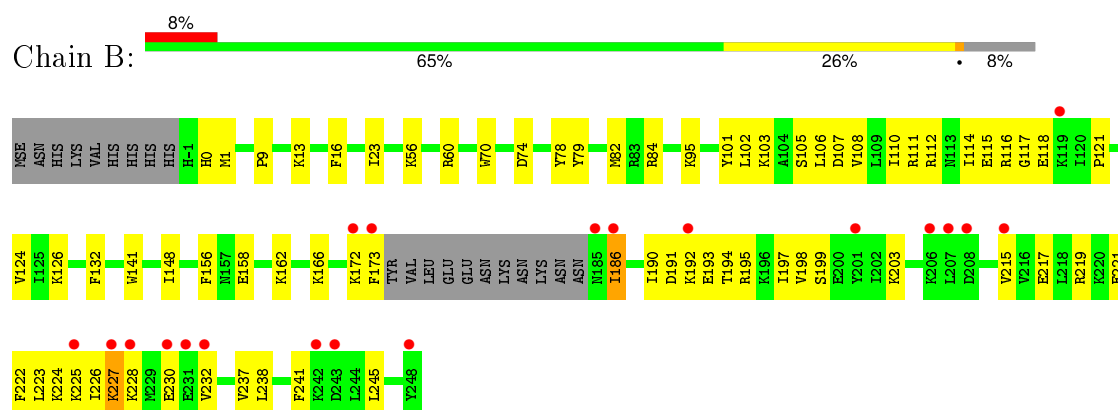 8%
Chain B:
65% 26% • 8%
MSE ASN HIS LYS VAL HIS HIS HIS HIS H-1 H0 M1 P9 K13 F16 I23 K56 R60 W70 D74 Y78 Y79 M82 R83 R84 K95 Y101 L102 K103 A104 S105 L106 D107 V108 L109 I110 R111 R112 N113 I114 E115 R116 G117 E118 K119 I120 P121
V124 I125 K126 F132 W141 I148 F156 N157 E158 K162 K166 K172 F173 TYR VAL LEU GLU GLU ASN LYS LYS ASN ASN N185 I186 I190 D191 K192 E193 T194 R195 K196 I197 V198 S199 E200 Y201 I202 K203 K206 L207 D208 V215 V216 E217 L218 R219 K220 E221
F222 L223 K224 K225 I226 K227 K228 M229 E230 E231 V232 V237 L238 F241 K242 D243 L244 L245 Y248